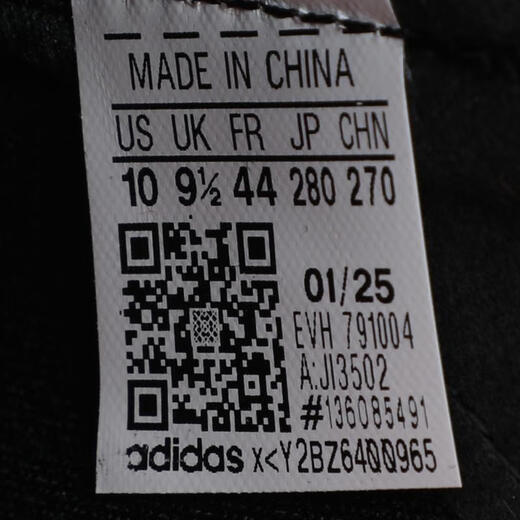 MADE IN CHINA
US UK FR JP CHN
10 9½ 44 280 270
01/25
EVH 791004
A:JI3502
#136085491
adidas x<Y2BZ6400965